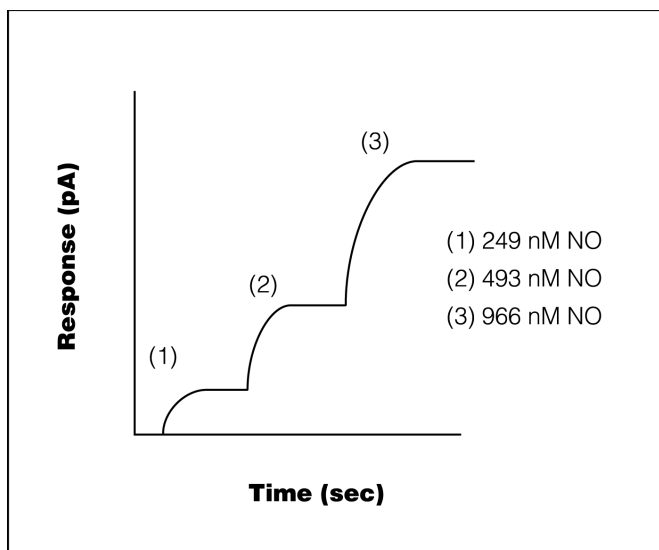 (3)
(2)
(1)
Response (pA)
(1) 249 nM NO
(2) 493 nM NO
(3) 966 nM NO
Time (sec)